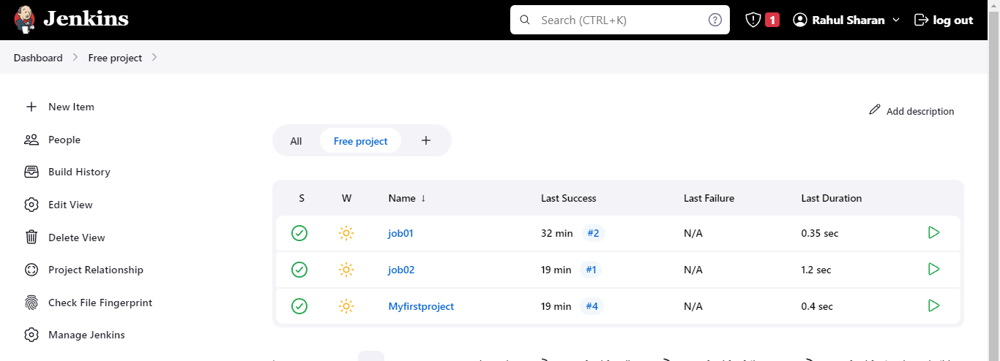 Jenkins
Search (CTRL+K)
1
Rahul Sharan
log out
Dashboard
Free project
New Item
People
Build History
Edit View
Delete View
Project Relationship
Check File Fingerprint
Manage Jenkins
Add description
All
Free project
S W Name ↓ Last Success Last Failure Last Duration
job01 32 min #2 N/A 0.35 sec
job02 19 min #1 N/A 1.2 sec
Myfirstproject 19 min #4 N/A 0.4 sec